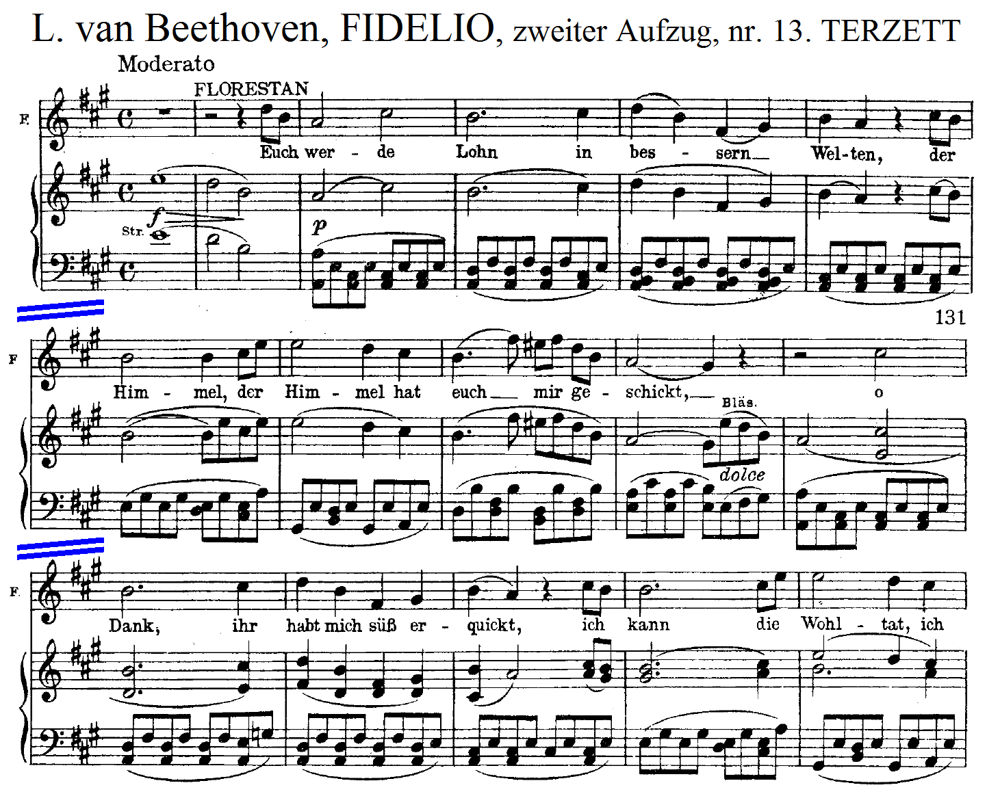 L. van Beethoven, FIDELIO, zweiter Aufzug, nr. 13. TERZETT
Moderato
FLORESTAN
F.
Euch wer - de Lohn in bes - sern Wel-ten, der
f
p
Str.
131
F
Him - mel, der Him - mel hat euch mir ge - schickt, o
Bläs.
dolce
F.
Dank, ihr habt mich süß er - quickt, ich kann die Wohl - tat, ich